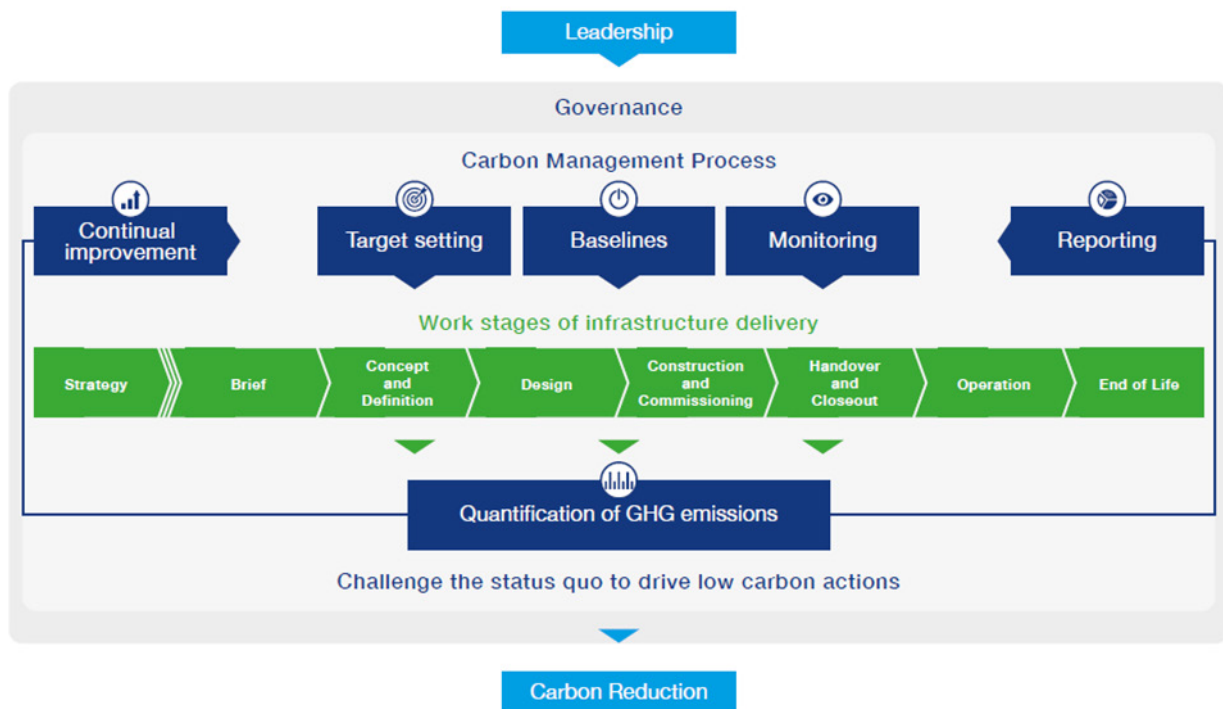 Leadership
Governance
Carbon Management Process
Continual
improvement
Target setting
Baselines
Monitoring
Reporting
Work stages of infrastructure delivery
Strategy
Brief
Concept
and
Definition
Design
Construction
and
Commissioning
Handover
and
Closeout
Operation
End of Life
Quantification of GHG emissions
Challenge the status quo to drive low carbon actions
Carbon Reduction